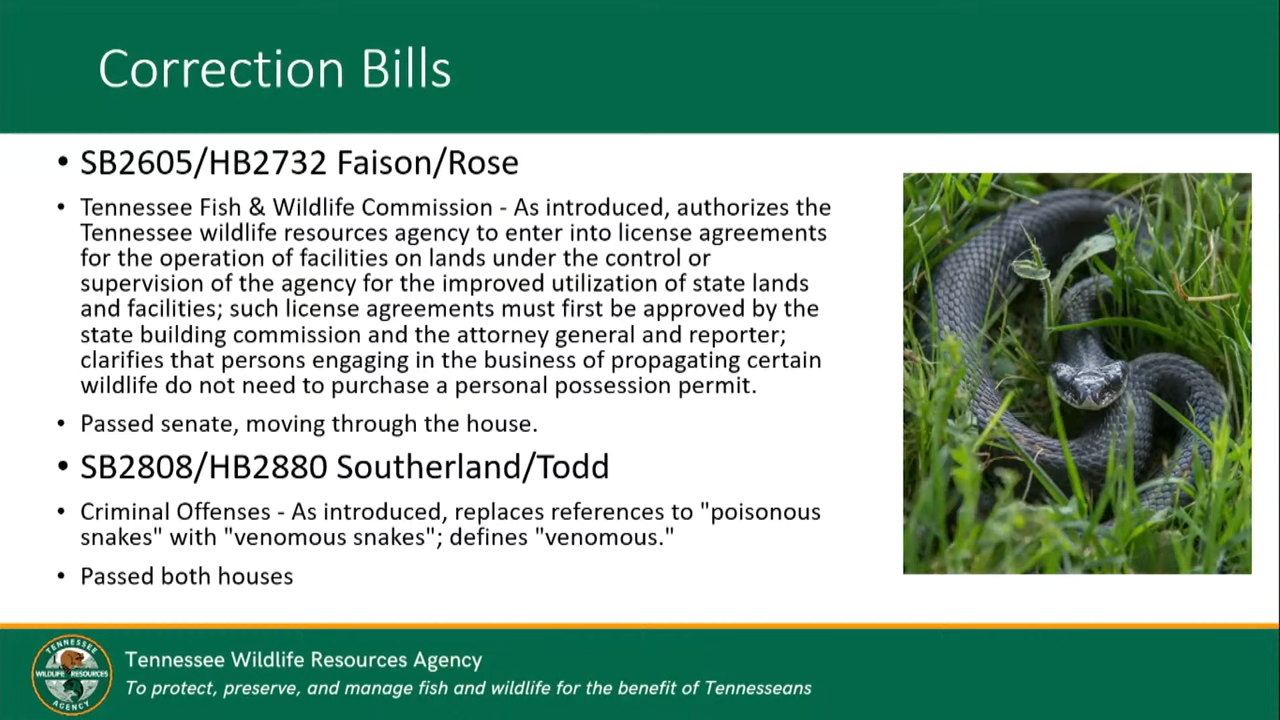 Correction Bills
• SB2605/HB2732 Faison/Rose
• Tennessee Fish & Wildlife Commission - As introduced, authorizes the
Tennessee wildlife resources agency to enter into license agreements
for the operation of facilities on lands under the control or
supervision of the agency for the improved utilization of state lands
and facilities; such license agreements must first be approved by the
state building commission and the attorney general and reporter;
clarifies that persons engaging in the business of propagating certain
wildlife do not need to purchase a personal possession permit.
• Passed senate, moving through the house.
• SB2808/HB2880 Southerland/Todd
• Criminal Offenses - As introduced, replaces references to "poisonous
snakes" with "venomous snakes"; defines "venomous."
• Passed both houses
TENNESSEE
WILDLIFE RESOURCES
AGENCY
Tennessee Wildlife Resources Agency
To protect, preserve, and manage fish and wildlife for the benefit of Tennesseans